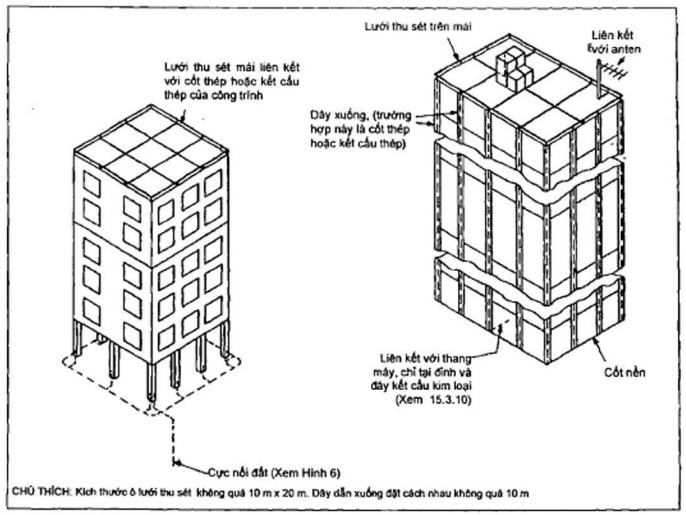 Lưới thu sét trên mái
Liên kết
với anten
Lưới thu sét mái liên kết
với cốt thép hoặc kết cấu
thép của công trình
Dây xuống, (trường
hợp này là cốt thép
hoặc kết cấu thép)
Liên kết với thang
máy, chỉ tại đỉnh và
đáy kết cấu kim loại
(Xem 15.3.10)
Cốt nền
Cực nối đất (Xem Hình 6)
CHÚ THÍCH: Kích thước ô lưới thu sét không quá 10 m x 20 m. Dây dẫn xuống đặt cách nhau không quá 10 m